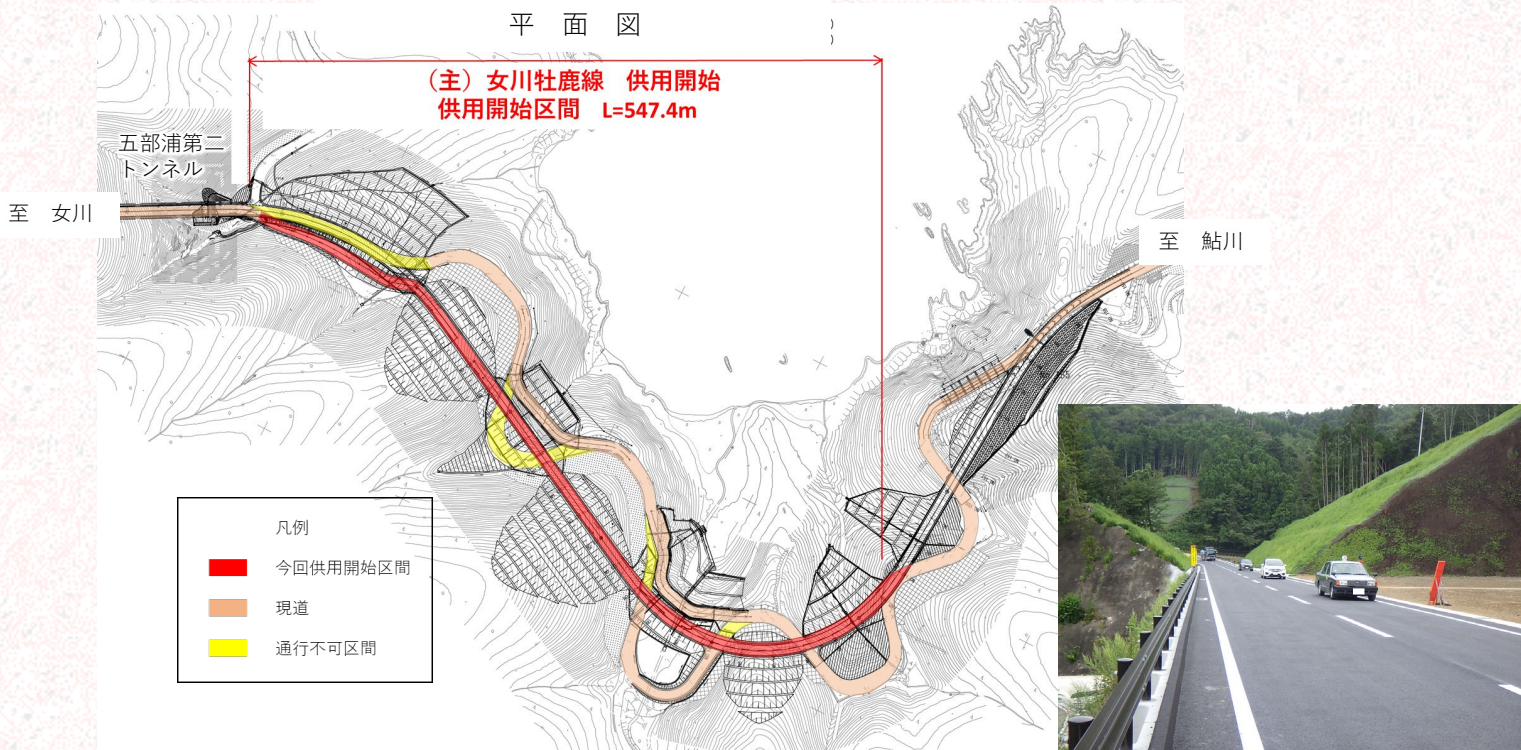 平 面 図
（主）女川牡鹿線 供用開始
供用開始区間 L=547.4m
五部浦第二
トンネル
至 女川
至 鮎川
凡例
今回供用開始区間
現道
通行不可区間